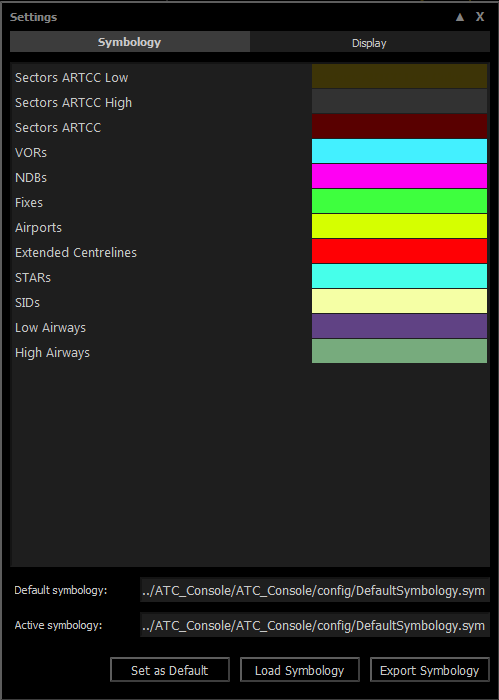 Settings ▲ X
Symbology Display
Sectors ARTCC Low
Sectors ARTCC High
Sectors ARTCC
VORs
NDBs
Fixes
Airports
Extended Centrelines
STARs
SIDs
Low Airways
High Airways
Default symbology: ../ATC_Console/ATC_Console/config/DefaultSymbology.sym
Active symbology: ../ATC_Console/ATC_Console/config/DefaultSymbology.sym
Set as Default Load Symbology Export Symbology